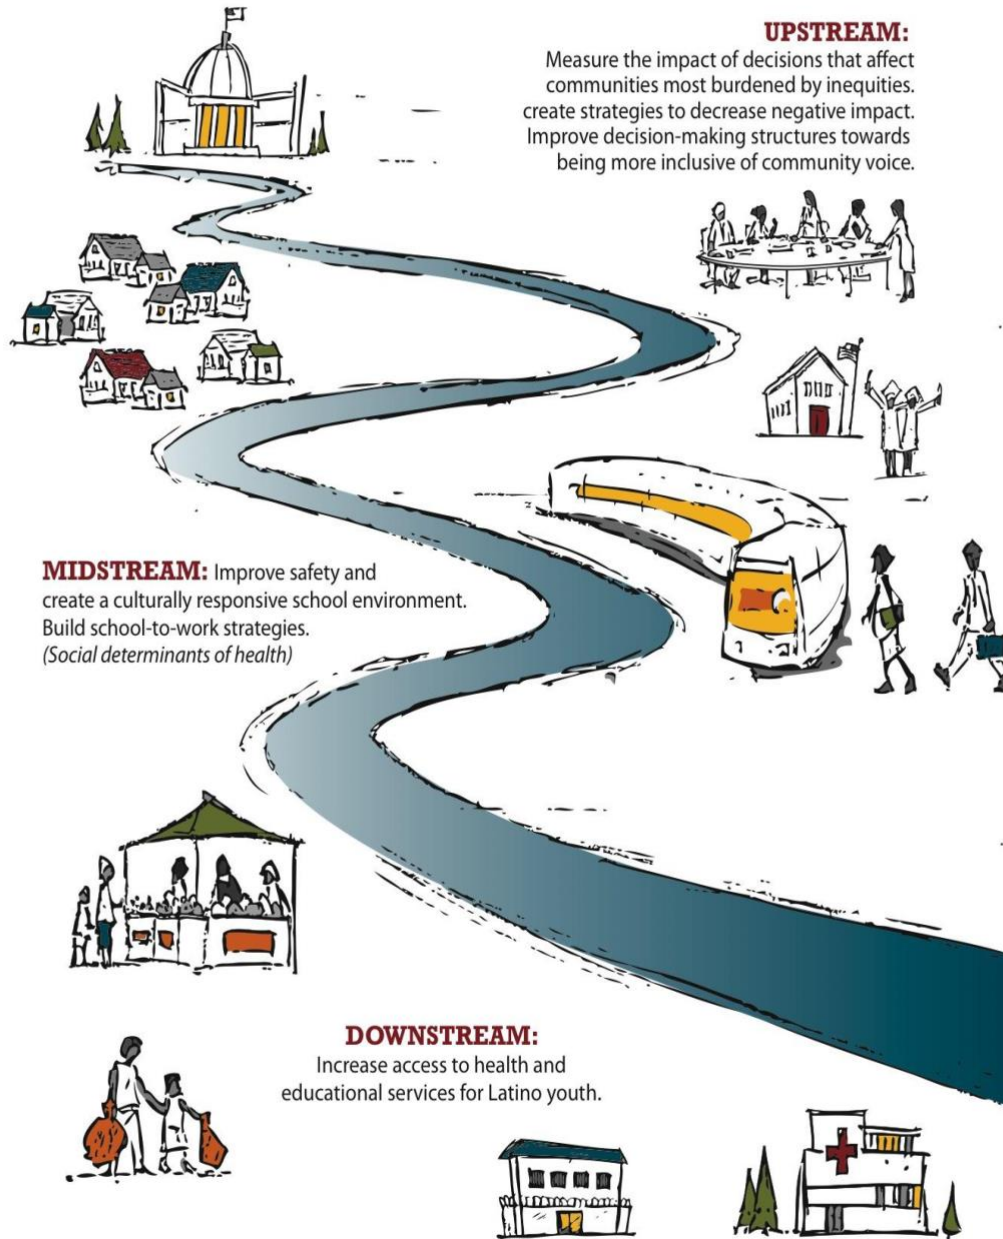 UPSTREAM:
Measure the impact of decisions that affect
communities most burdened by inequities.
create strategies to decrease negative impact.
Improve decision-making structures towards
being more inclusive of community voice.
MIDSTREAM: Improve safety and
create a culturally responsive school environment.
Build school-to-work strategies.
(Social determinants of health)
DOWNSTREAM:
Increase access to health and
educational services for Latino youth.